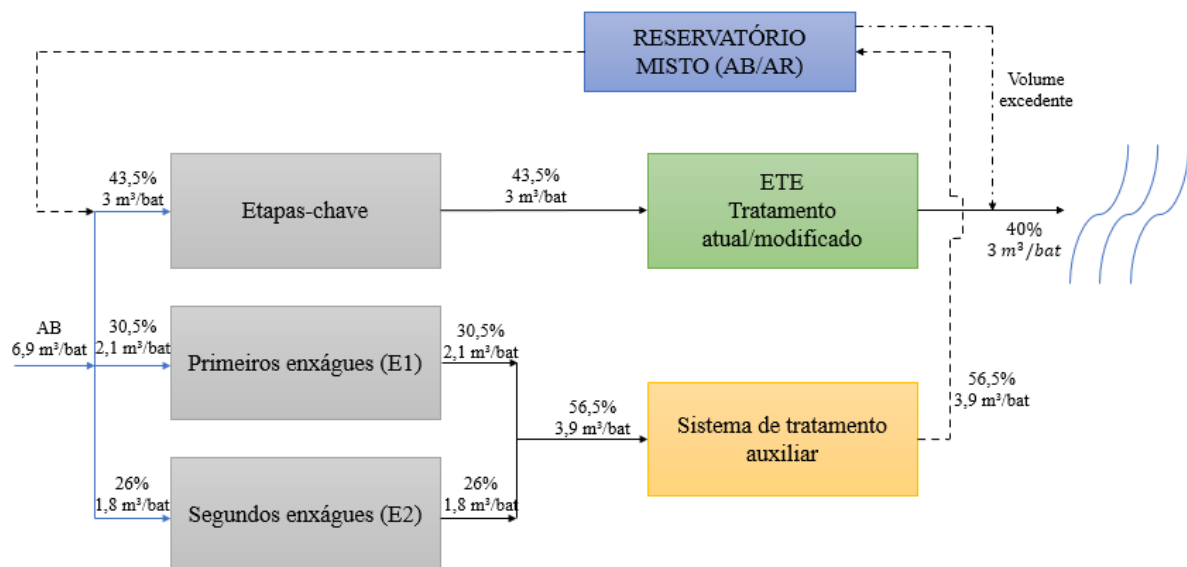 RESERVATÓRIO
MISTO (AB/AR)
Volume
excedente
43,5%
3 m³/bat
Etapas-chave
43,5%
3 m³/bat
ETE
Tratamento
atual/modificado
40%
3 m³/bat
AB
6,9 m³/bat
30,5%
2,1 m³/bat
Primeiros enxágues (E1)
30,5%
2,1 m³/bat
56,5%
3,9 m³/bat
Sistema de tratamento
auxiliar
56,5%
3,9 m³/bat
26%
1,8 m³/bat
Segundos enxágues (E2)
26%
1,8 m³/bat